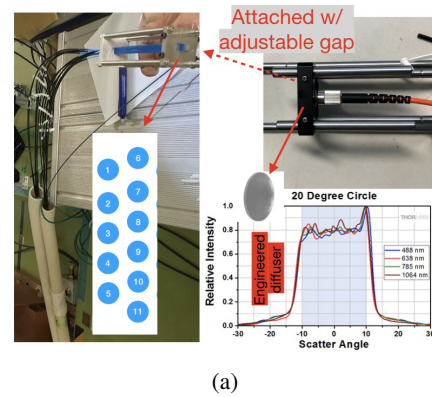 Attached w/
adjustable gap
6
1
7
2
8
3
9
4
10
5
11
20 Degree Circle
THORLABS
Relative Intensity
1.0
0.8
0.6
0.4
0.2
0.0
Engineered
diffuser
488 nm
638 nm
785 nm
1064 nm
-30
-20
-10
0
10
20
30
Scatter Angle
(a)